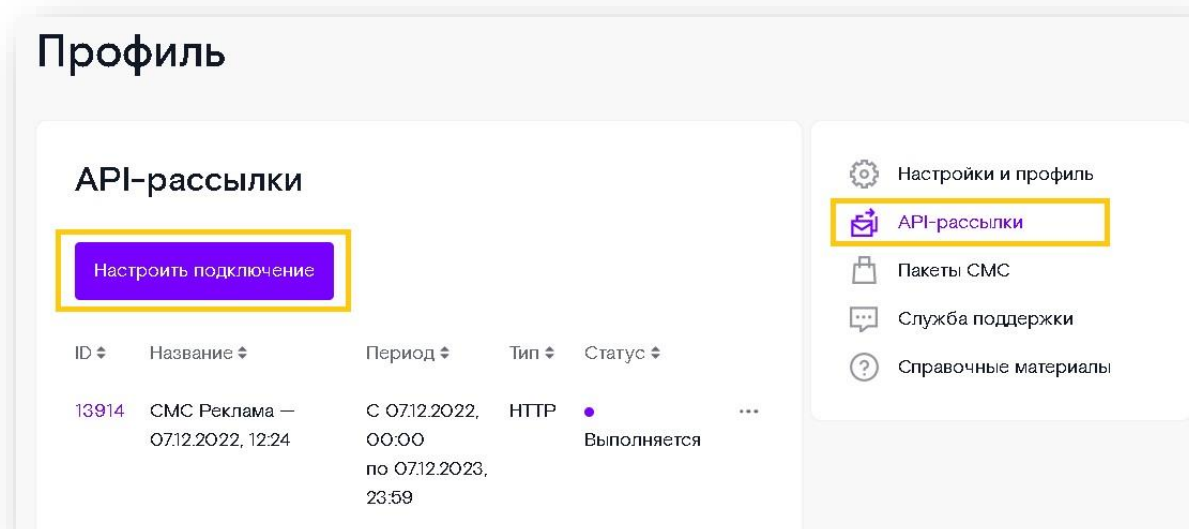 Профиль
API-рассылки
Настроить подключение
ID Название Период Тип Статус
13914 СМС Реклама — С 07.12.2022, HTTP
07.12.2022, 12:24 00:00 Выполняется
по 07.12.2023,
23:59
Настройки и профиль
API-рассылки
Пакеты СМС
Служба поддержки
Справочные материалы